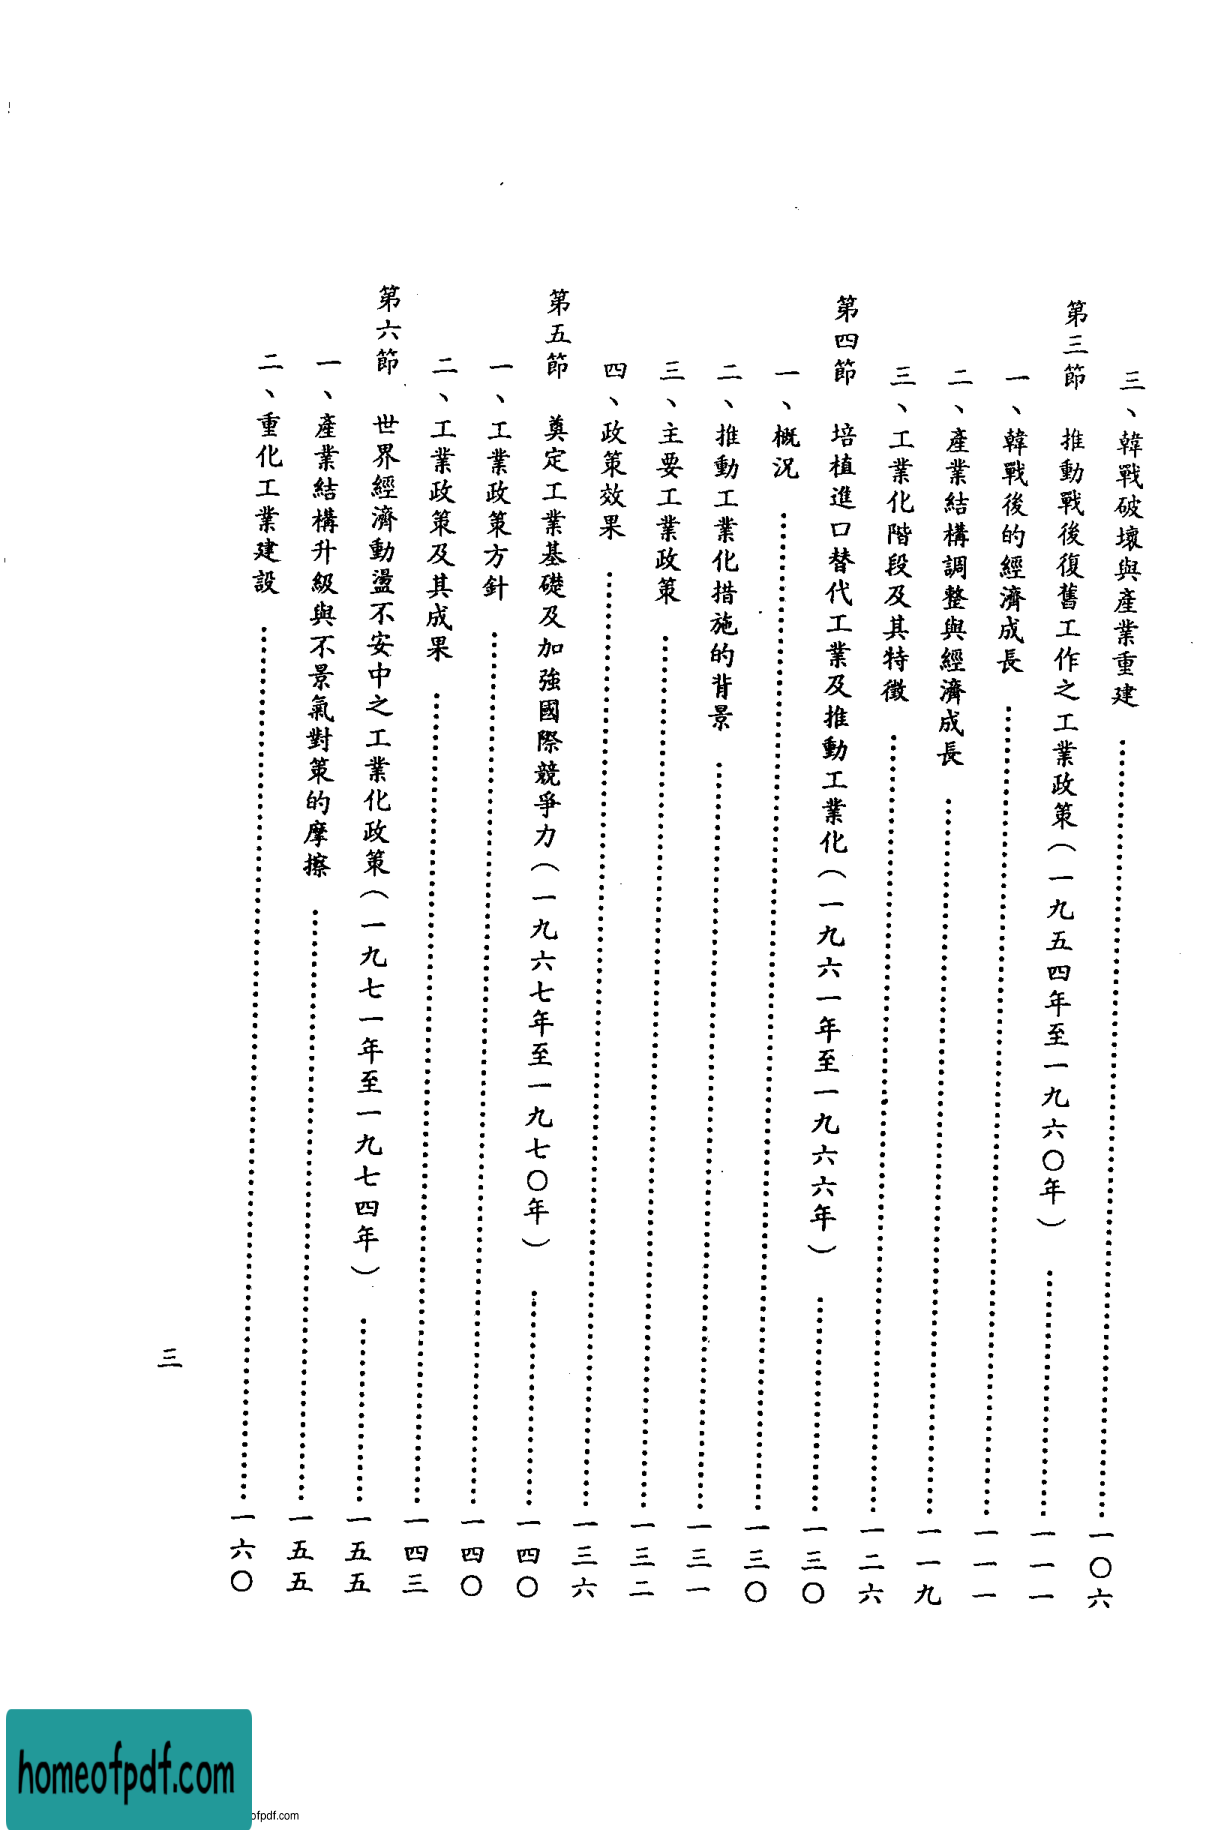 三、韓戰破壞與產業重建……一〇六
第三節　推動戰後復舊工作之工業政策（一九五四年至一九六〇年）……一一一
一、韓戰後的經濟成長……一一一
二、產業結構調整與經濟成長……一一九
三、工業化階段及其特徵……一二六
第四節　培植進口替代工業及推動工業化（一九六一年至一九六六年）……一三〇
一、概況……一三〇
二、推動工業化措施的背景……一三一
三、主要工業政策……一三二
四、政策效果……一三六
第五節　奠定工業基礎及加強國際競爭力（一九六七年至一九七〇年）……一四〇
一、工業政策方針……一四〇
二、工業政策及其成果……一四三
第六節　世界經濟動盪不安中之工業化政策（一九七一年至一九七四年）……一五五
一、產業結構升級與不景氣對策的摩擦……一五五
二、重化工業建設……一六〇
三
homeofpdf.com
ofpdf.com